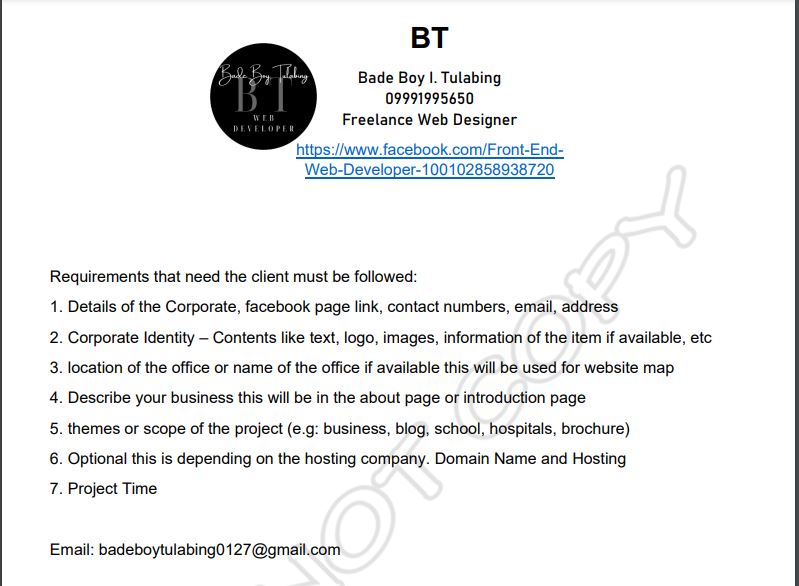 BT
Bade Boy Tulabing
BT
WEB
DEVELOPER
Bade Boy I. Tulabing
09991995650
Freelance Web Designer
https://www.facebook.com/Front-End-
Web-Developer-100102858938720
Requirements that need the client must be followed:
1. Details of the Corporate, facebook page link, contact numbers, email, address
2. Corporate Identity – Contents like text, logo, images, information of the item if available, etc
3. location of the office or name of the office if available this will be used for website map
4. Describe your business this will be in the about page or introduction page
5. themes or scope of the project (e.g: business, blog, school, hospitals, brochure)
6. Optional this is depending on the hosting company. Domain Name and Hosting
7. Project Time
Email: badeboytulabing0127@gmail.com
NOT COPY